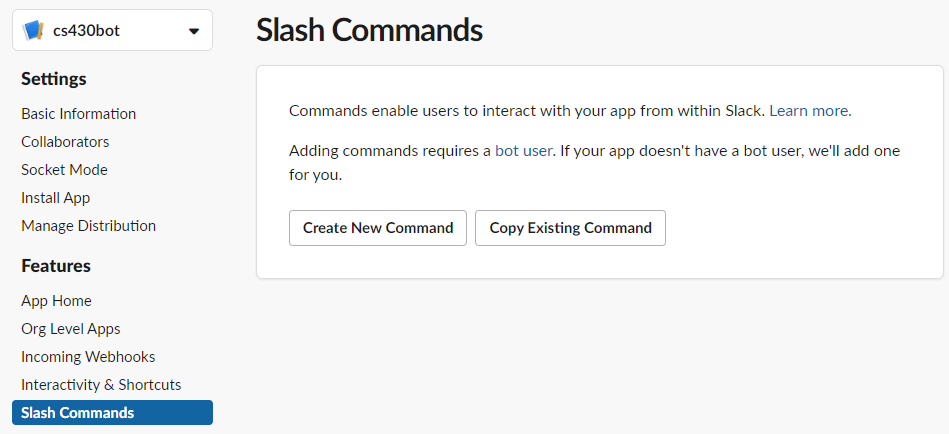 cs430bot
Settings
Basic Information
Collaborators
Socket Mode
Install App
Manage Distribution
Features
App Home
Org Level Apps
Incoming Webhooks
Interactivity & Shortcuts
Slash Commands
Slash Commands
Commands enable users to interact with your app from within Slack. Learn more.
Adding commands requires a bot user. If your app doesn't have a bot user, we'll add one
for you.
Create New Command
Copy Existing Command